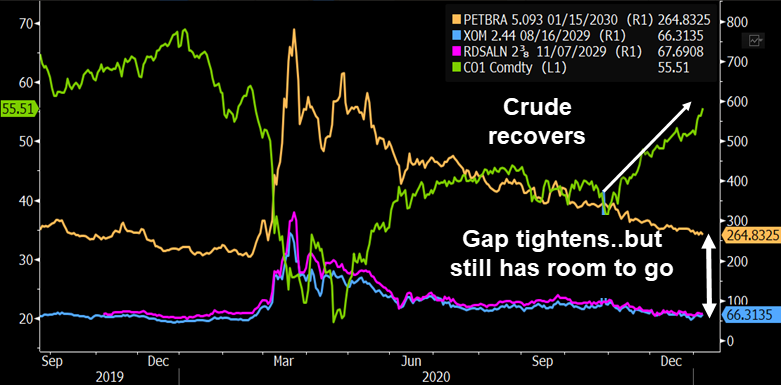 PETBRA 5.093 01/15/2030 (R1) 264.8325
XOM 2.44 08/16/2029 (R1) 66.3135
RDSALN 2⅜ 11/07/2029 (R1) 67.6908
CO1 Comdty (L1) 55.51
70
60
55.51
50
40
30
20
800
700
600
500
400
300
264.8325
200
100
66.3135
0
Crude
recovers
Gap tightens..but
still has room to go
Sep Dec Mar Jun Sep Dec
2019 2020